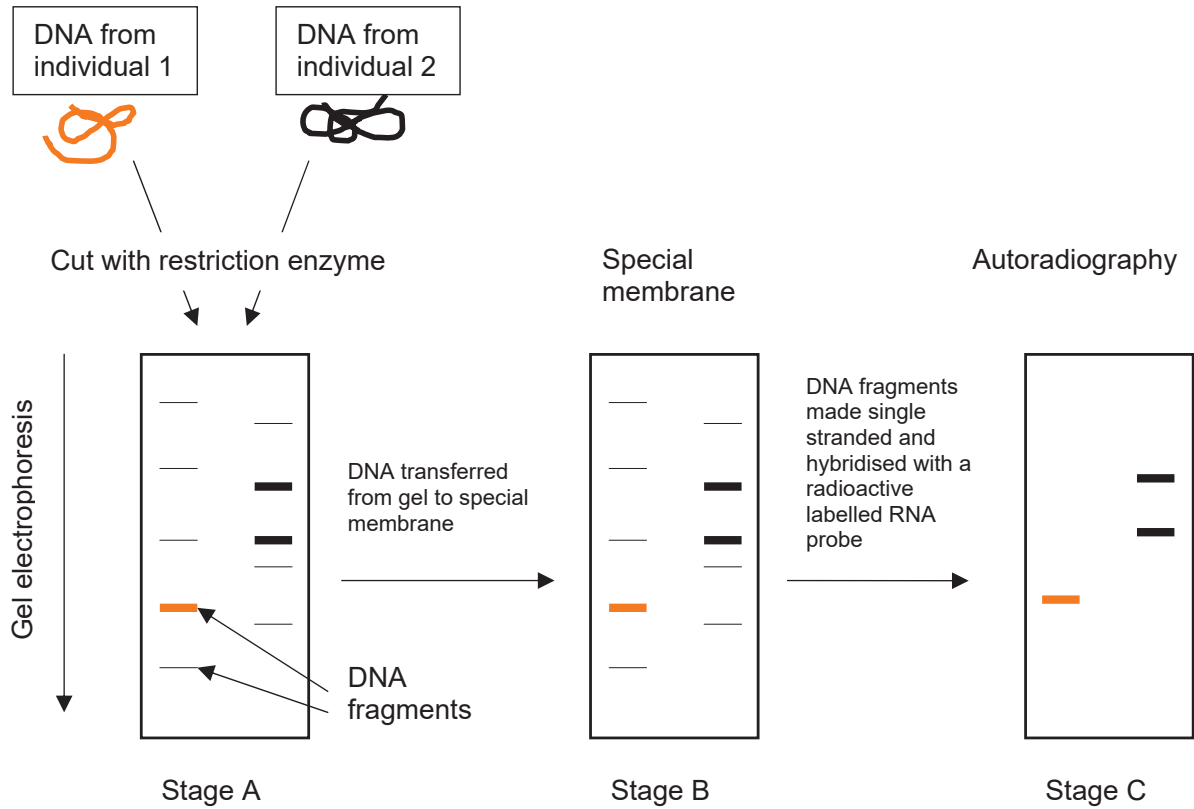 DNA from
individual 1
DNA from
individual 2
Cut with restriction enzyme
Special
membrane
Autoradiography
Gel electrophoresis
DNA transferred
from gel to special
membrane
DNA fragments
made single
stranded and
hybridised with a
radioactive
labelled RNA
probe
DNA
fragments
Stage A
Stage B
Stage C